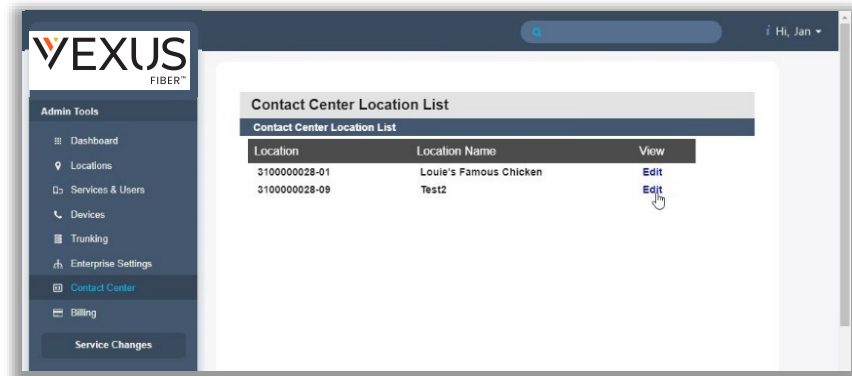 VEXUS
FIBER™
i Hi, Jan
Admin Tools
Dashboard
Locations
Services & Users
Devices
Trunking
Enterprise Settings
Contact Center
Billing
Service Changes
Contact Center Location List
Contact Center Location List
Location Location Name View
3100000028-01 Louie's Famous Chicken Edit
3100000028-09 Test2 Edit